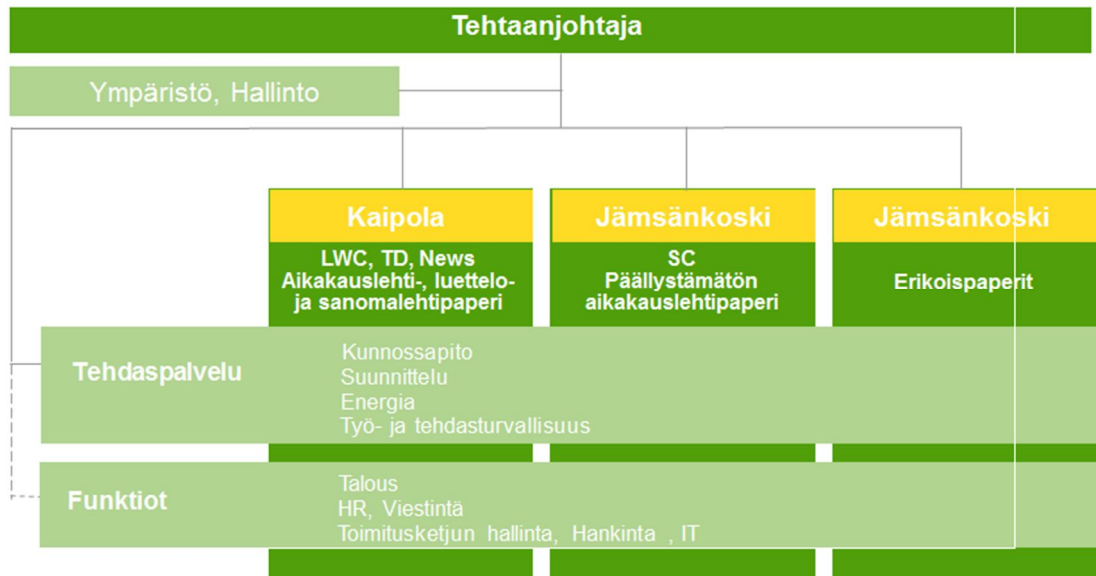 Tehtaanjohtaja
Ympäristö, Hallinto
Kaipola
LWC, TD, News
Aikakauslehti-, luettelo-
ja sanomalehtipaperi
Jämsänkoski
SC
Päällystämätön
aikakauslehtipaperi
Jämsänkoski
Erikoispaperit
Tehdaspalvelu
Kunnossapito
Suunnittelu
Energia
Työ- ja tehdasturvallisuus
Funktiot
Talous
HR, Viestintä
Toimitusketjun hallinta, Hankinta , IT